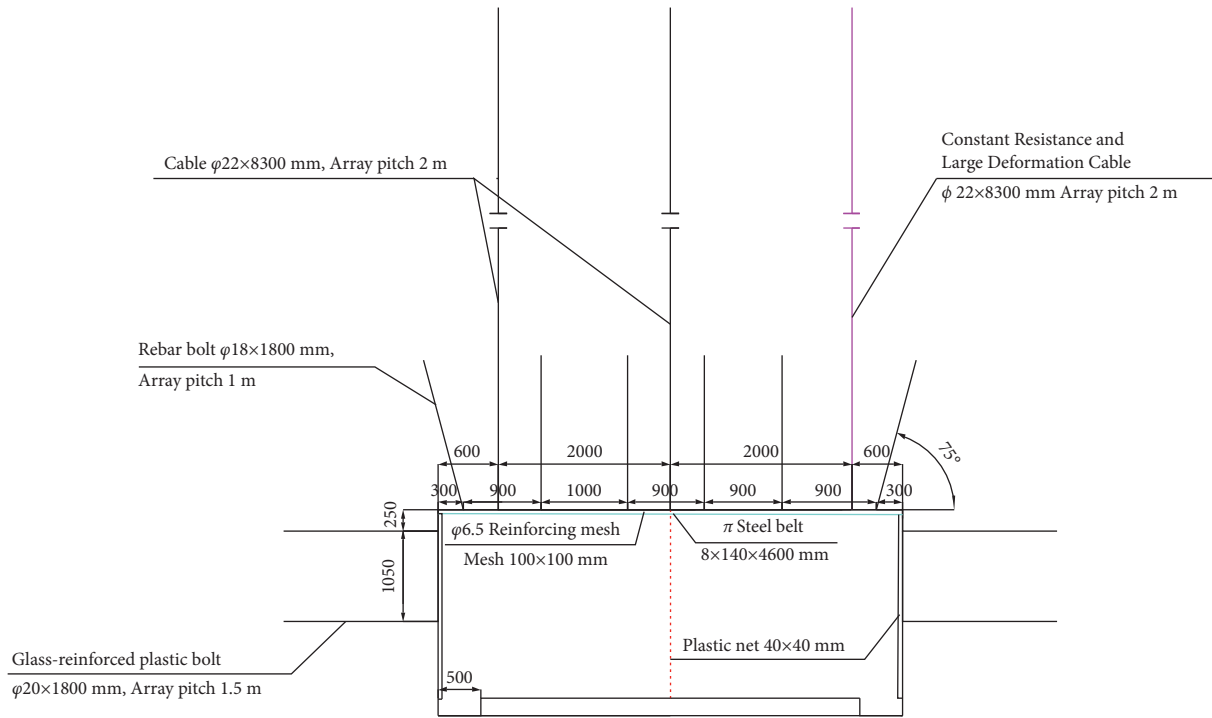 Cable φ22×8300 mm, Array pitch 2 m
Constant Resistance and
Large Deformation Cable
ϕ 22×8300 mm Array pitch 2 m
Rebar bolt φ18×1800 mm,
Array pitch 1 m
600
2000
2000
600
75°
300
900
1000
900
900
900
300
250
φ6.5 Reinforcing mesh
Mesh 100×100 mm
π Steel belt
8×140×4600 mm
1050
Plastic net 40×40 mm
Glass-reinforced plastic bolt
φ20×1800 mm, Array pitch 1.5 m
500